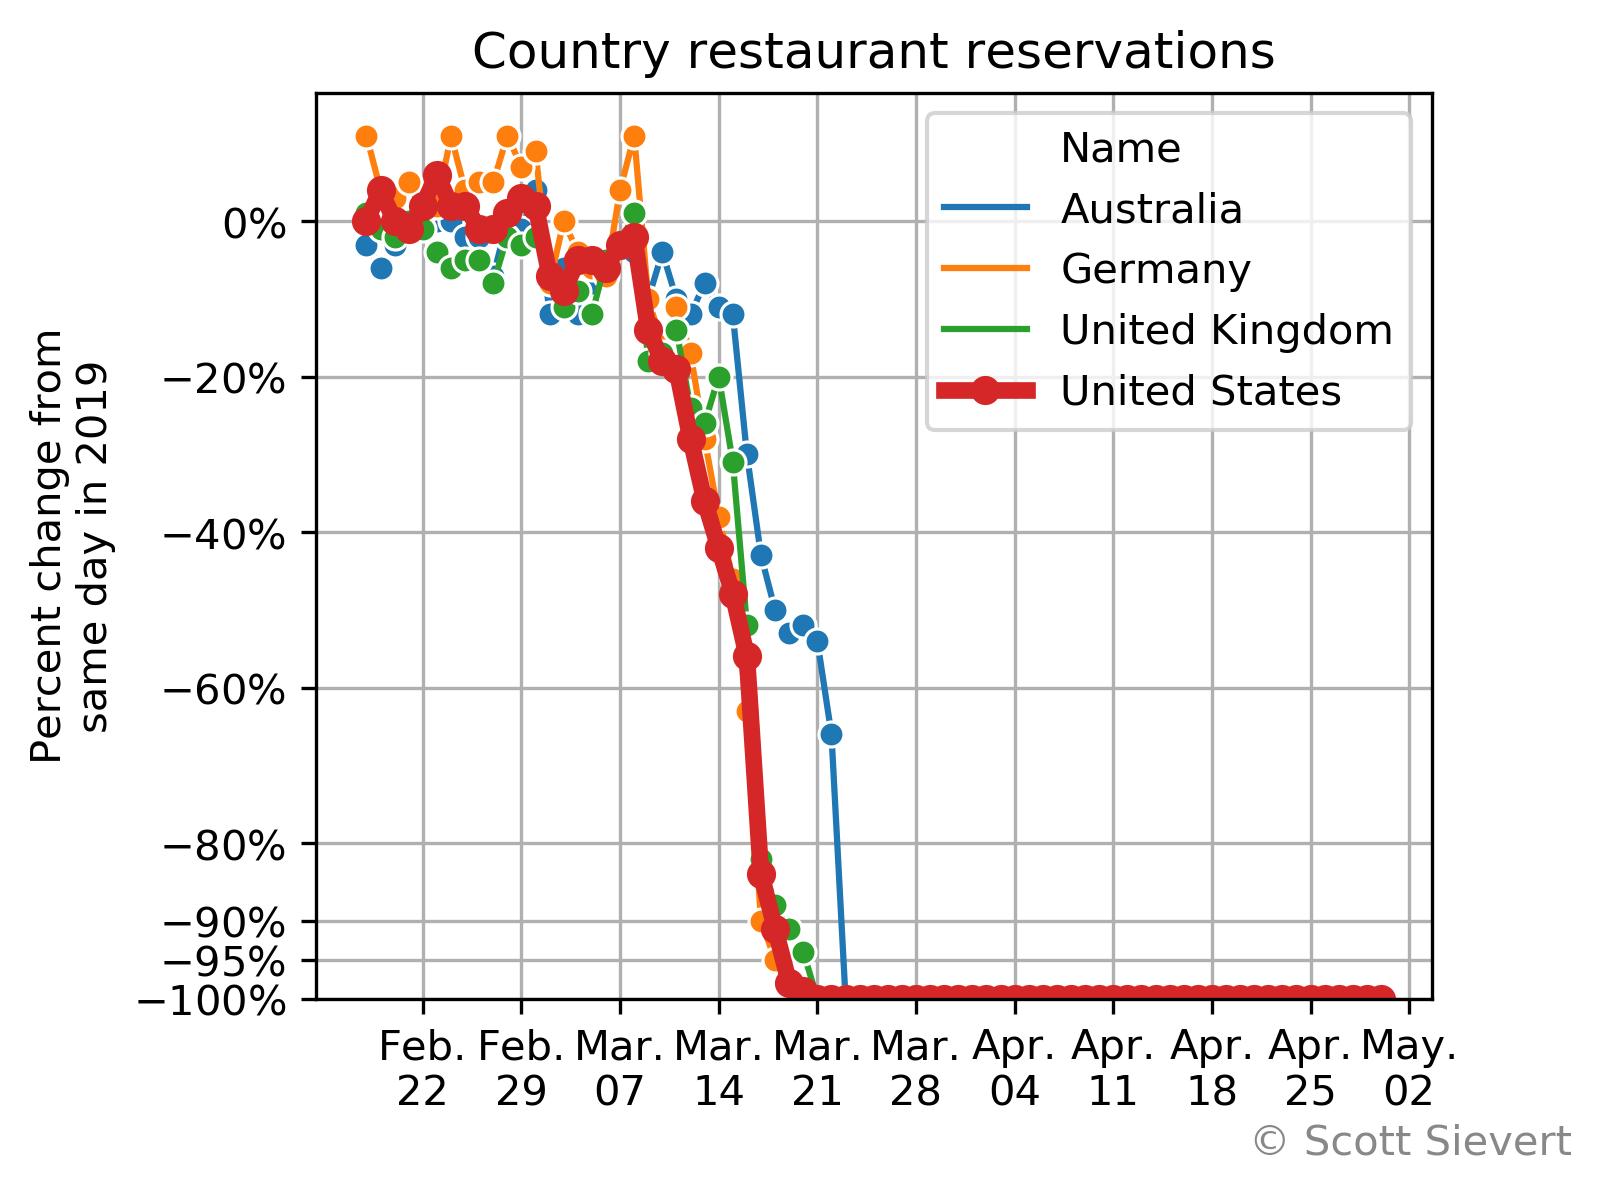 Country restaurant reservations
Percent change from
same day in 2019
0%
−20%
−40%
−60%
−80%
−90%
−95%
−100%
Name
Australia
Germany
United Kingdom
United States
Feb. Feb. Mar. Mar. Mar. Mar. Apr. Apr. Apr. Apr. May.
22 29 07 14 21 28 04 11 18 25 02
© Scott Sievert